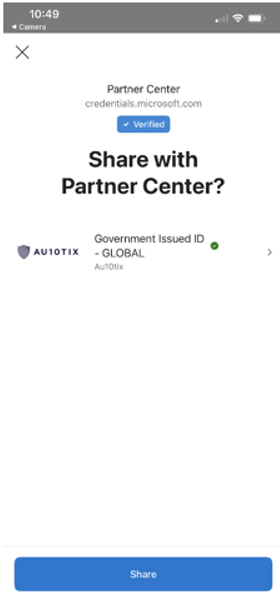 10:49
Camera
Partner Center
credentials.microsoft.com
Verified
Share with
Partner Center?
AU10TIX
Government Issued ID
- GLOBAL
Au10tix
Share